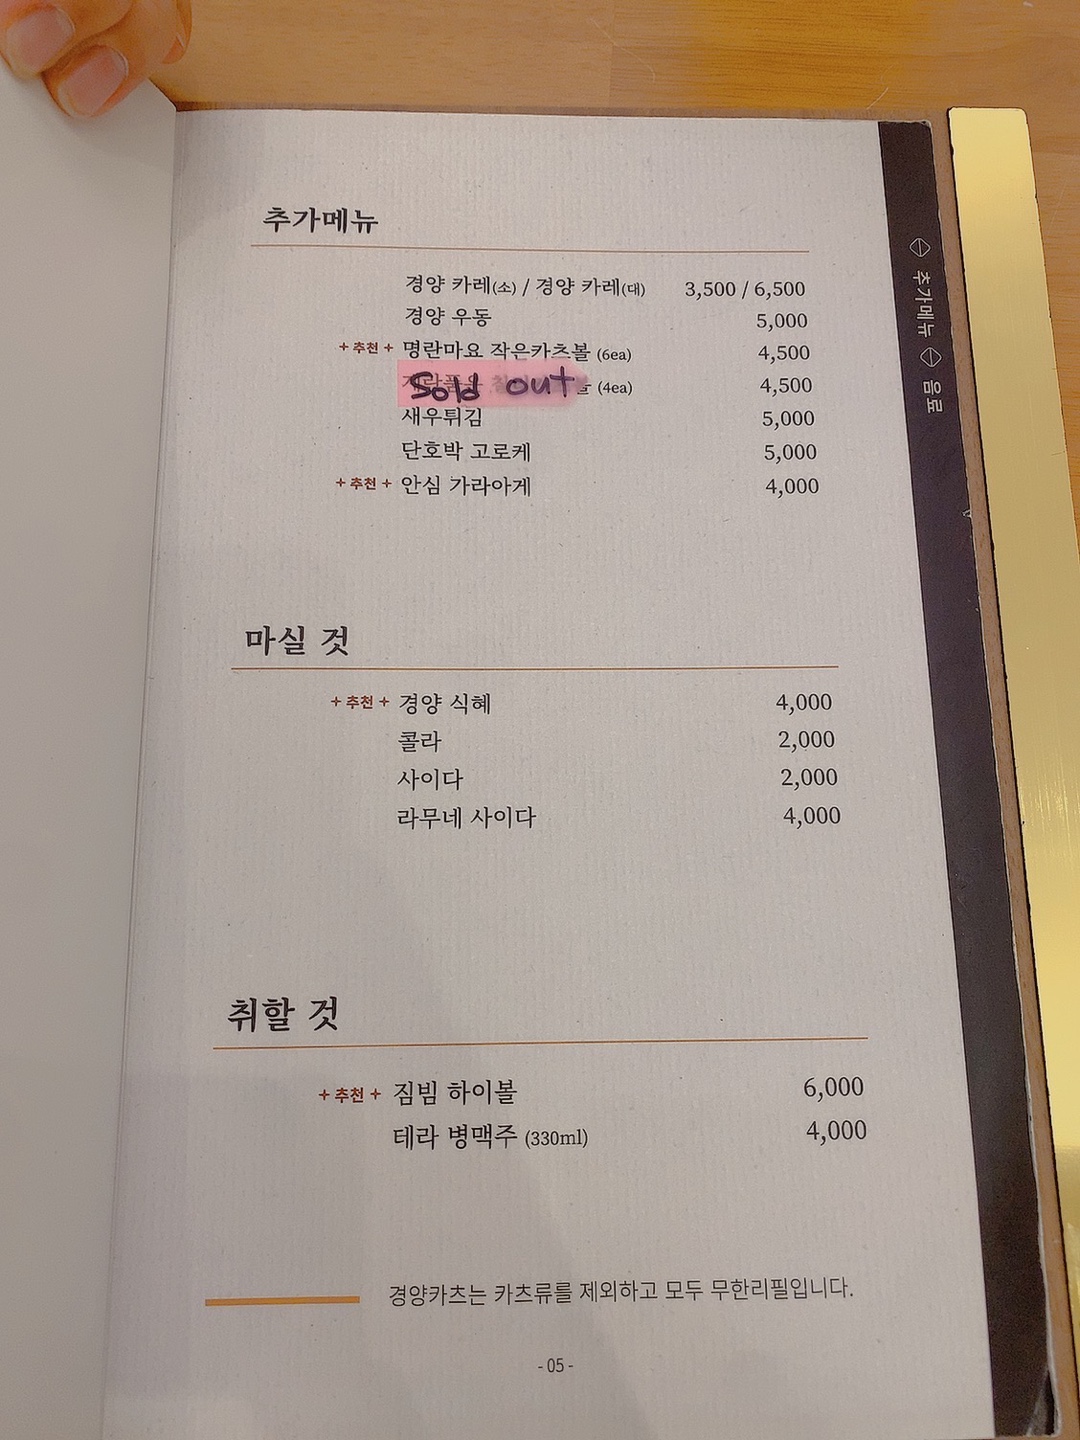 추가메뉴
경양 카레(소) / 경양 카레(대) 3,500 / 6,500
경양 우동 5,000
+ 추천 + 명란마요 작은카츠볼 (6ea) 4,500
Sold out (4ea) 4,500
새우튀김 5,000
단호박 고로케 5,000
+ 추천 + 안심 가라아게 4,000
마실 것
+ 추천 + 경양 식혜 4,000
콜라 2,000
사이다 2,000
라무네 사이다 4,000
취할 것
+ 추천 + 짐빔 하이볼 6,000
테라 병맥주 (330ml) 4,000
경양카츠는 카츠류를 제외하고 모두 무한리필입니다.
- 05 -
추가메뉴 음료